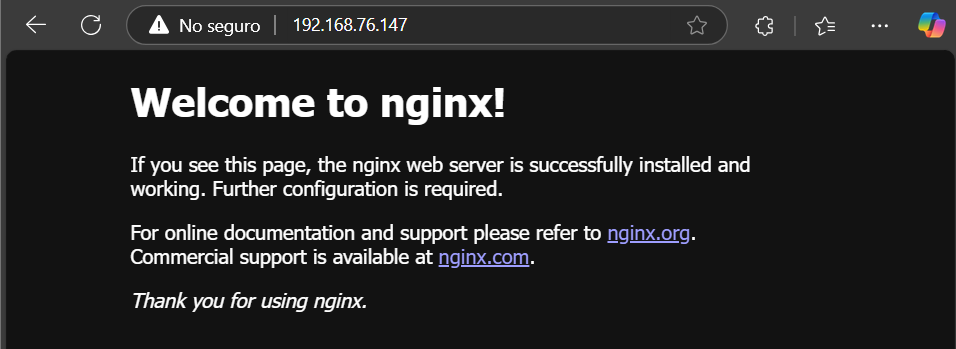 No seguro 192.168.76.147
Welcome to nginx!
If you see this page, the nginx web server is successfully installed and
working. Further configuration is required.
For online documentation and support please refer to nginx.org.
Commercial support is available at nginx.com.
Thank you for using nginx.